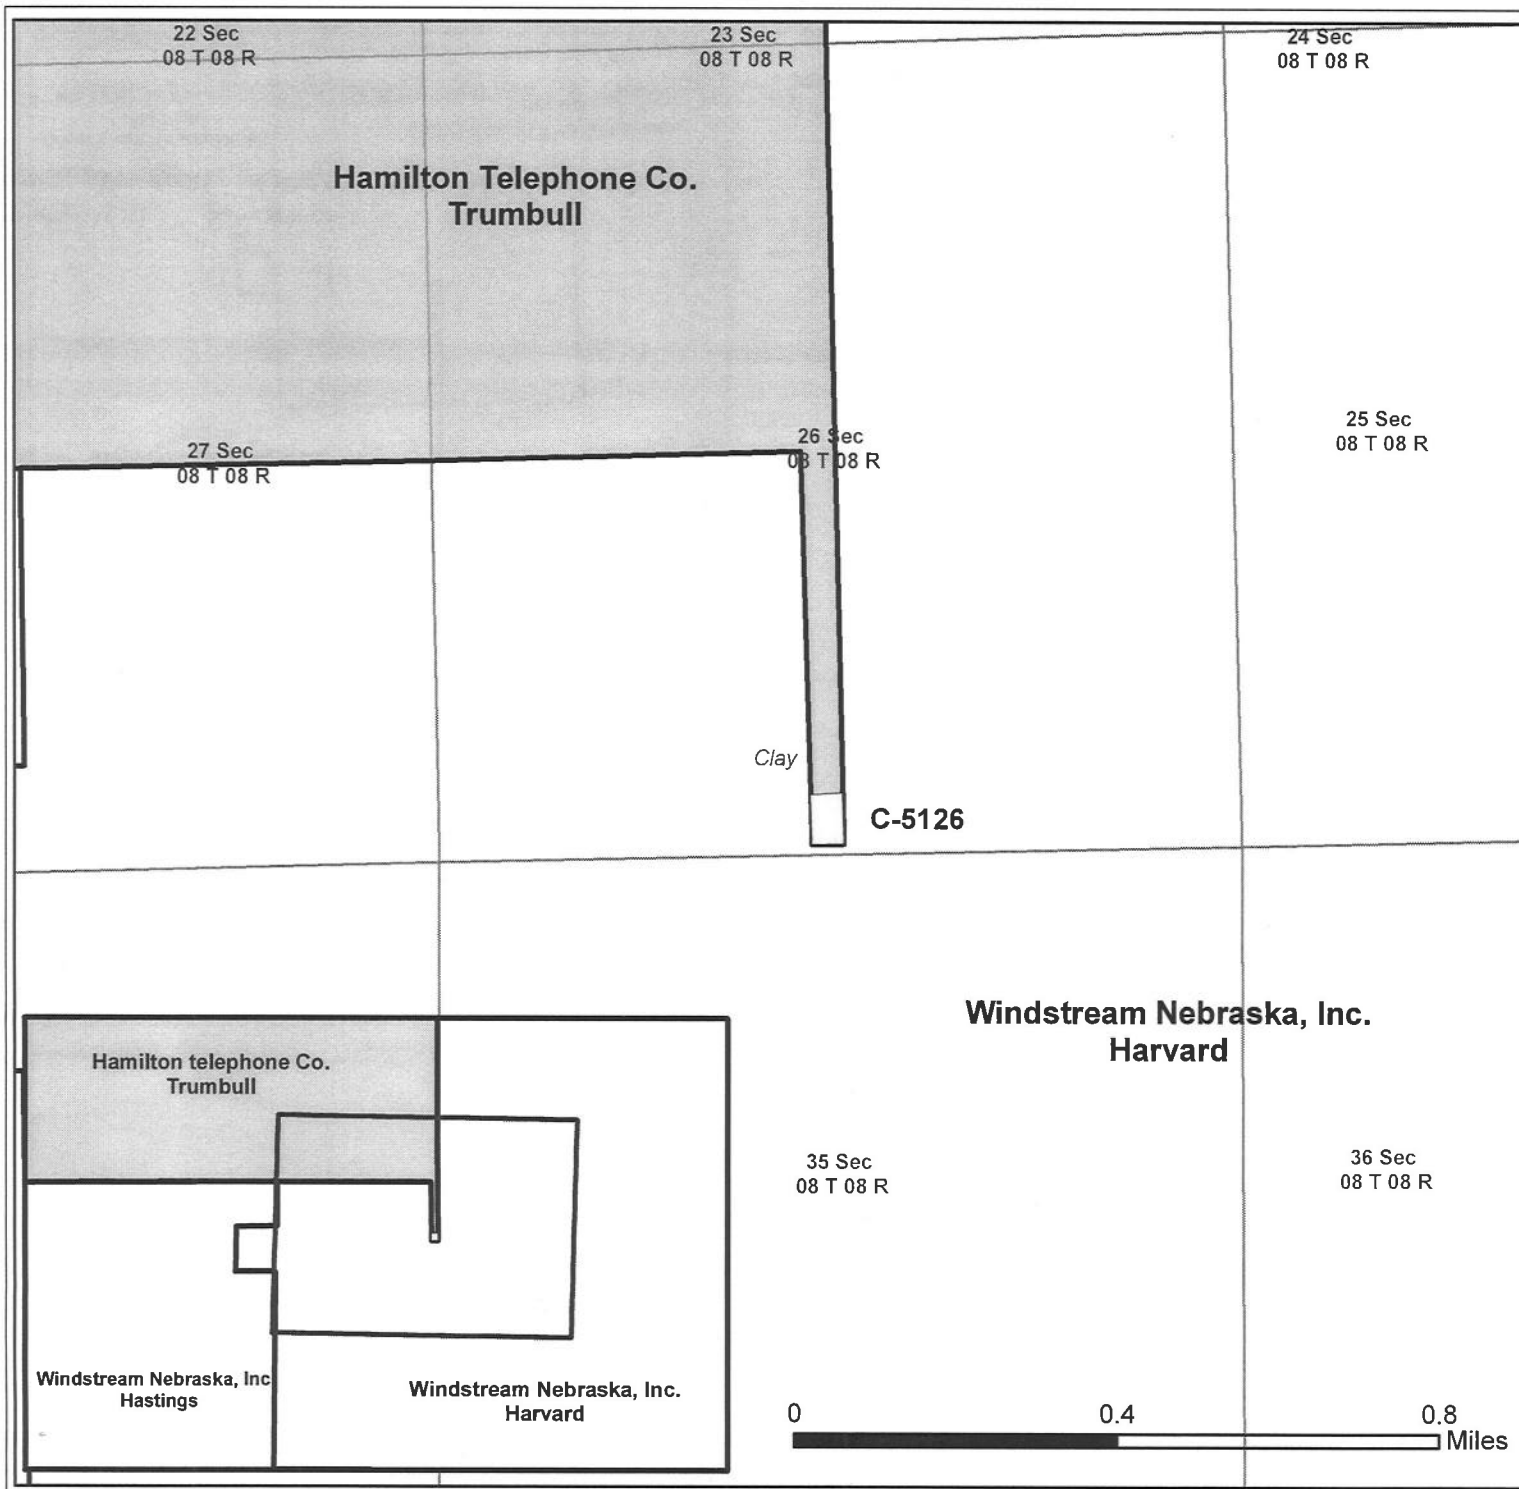 22 Sec
08 T 08 R
23 Sec
08 T 08 R
24 Sec
08 T 08 R
Hamilton Telephone Co.
Trumbull
27 Sec
08 T 08 R
26 Sec
08 T 08 R
25 Sec
08 T 08 R
Clay
C-5126
Windstream Nebraska, Inc.
Harvard
Hamilton telephone Co.
Trumbull
35 Sec
08 T 08 R
36 Sec
08 T 08 R
Windstream Nebraska, Inc
Hastings
Windstream Nebraska, Inc.
Harvard
0
0.4
0.8
Miles